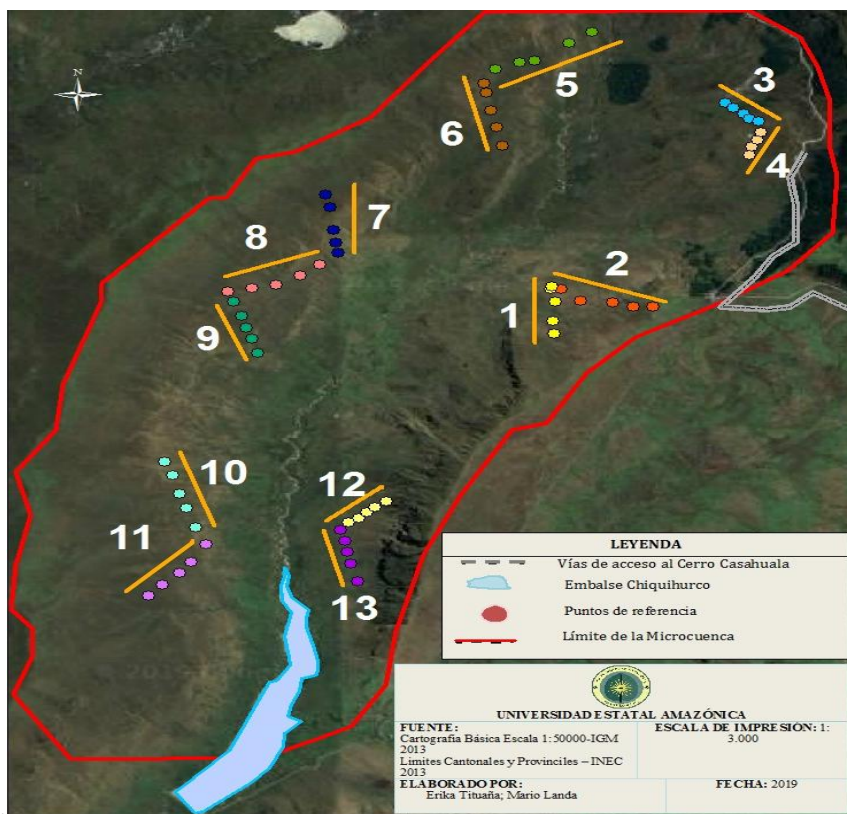 N
5
3
6
4
7
8
2
1
9
10
12
11
13
LEYENDA
Vías de acceso al Cerro Casahuala
Embalse Chiquihurco
Puntos de referencia
Límite de la Microcuenca
UNIVERSIDAD ESTATAL AMAZÓNICA
FUENTE:
Cartografia Básica Escala 1:50000-IGM
2013
Limites Cantonales y Provinciles – INEC
2013
ESCALA DE IMPRESIÓN: 1:
3.000
ELABORADO POR:
Erika Tituaña; Mario Landa
FECHA: 2019